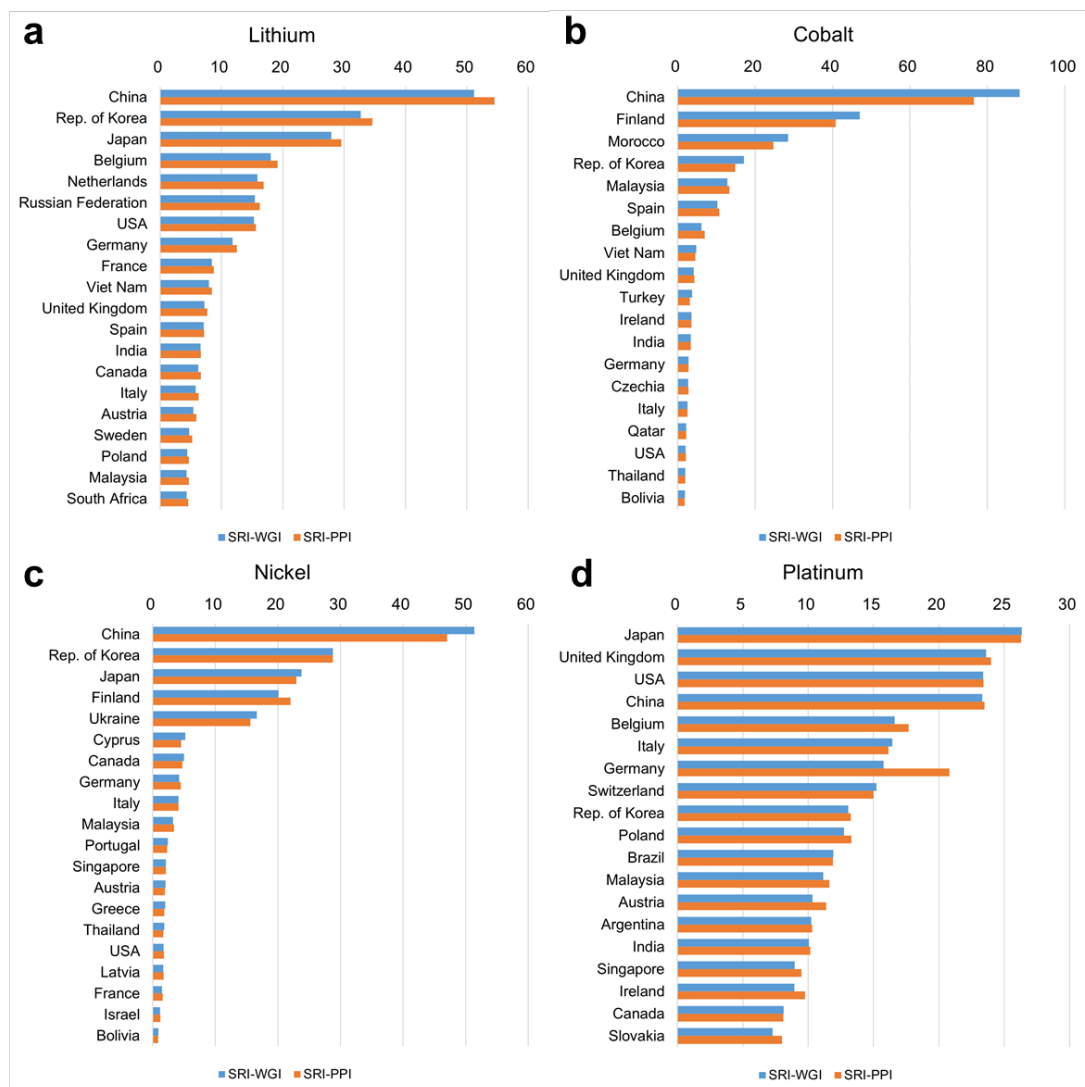 a
Lithium
0 10 20 30 40 50 60
China
Rep. of Korea
Japan
Belgium
Netherlands
Russian Federation
USA
Germany
France
Viet Nam
United Kingdom
Spain
India
Canada
Italy
Austria
Sweden
Poland
Malaysia
South Africa
SRI-WGI SRI-PPI
b
Cobalt
0 20 40 60 80 100
China
Finland
Morocco
Rep. of Korea
Malaysia
Spain
Belgium
Viet Nam
United Kingdom
Turkey
Ireland
India
Germany
Czechia
Italy
Qatar
USA
Thailand
Bolivia
SRI-WGI SRI-PPI
c
Nickel
0 10 20 30 40 50 60
China
Rep. of Korea
Japan
Finland
Ukraine
Cyprus
Canada
Germany
Italy
Malaysia
Portugal
Singapore
Austria
Greece
Thailand
USA
Latvia
France
Israel
Bolivia
SRI-WGI SRI-PPI
d
Platinum
0 5 10 15 20 25 30
Japan
United Kingdom
USA
China
Belgium
Italy
Germany
Switzerland
Rep. of Korea
Poland
Brazil
Malaysia
Austria
Argentina
India
Singapore
Ireland
Canada
Slovakia
SRI-WGI SRI-PPI